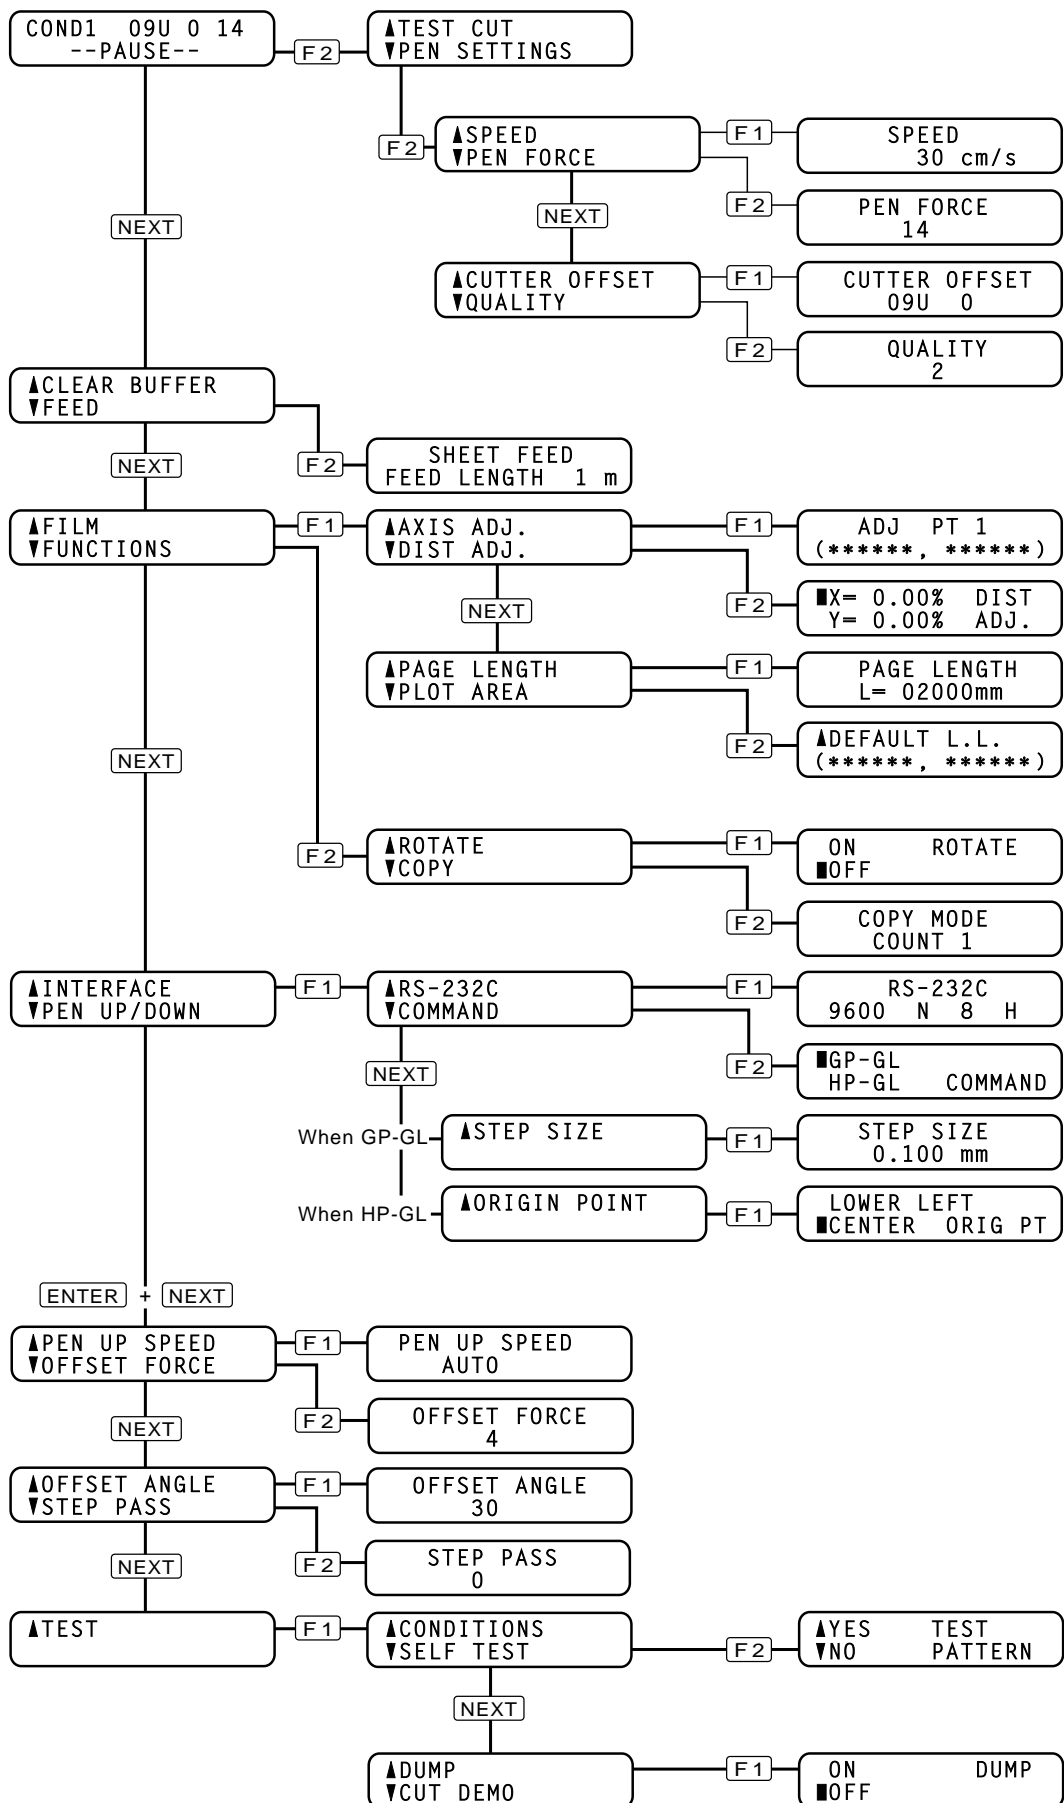 COND1 09U 0 14
--PAUSE--
F2
▲TEST CUT
▼PEN SETTINGS
F2
▲SPEED
▼PEN FORCE
F1
SPEED
30 cm/s
F2
PEN FORCE
14
NEXT
NEXT
▲CUTTER OFFSET
▼QUALITY
F1
CUTTER OFFSET
09U 0
F2
QUALITY
2
▲CLEAR BUFFER
▼FEED
NEXT
F2
SHEET FEED
FEED LENGTH 1 m
▲FILM
▼FUNCTIONS
F1
▲AXIS ADJ.
▼DIST ADJ.
F1
ADJ PT 1
(******, ******)
NEXT
F2
■X= 0.00% DIST
Y= 0.00% ADJ.
▲PAGE LENGTH
▼PLOT AREA
F1
PAGE LENGTH
L= 02000mm
NEXT
F2
▲DEFAULT L.L.
(******, ******)
F2
▲ROTATE
▼COPY
F1
ON ROTATE
■OFF
F2
COPY MODE
COUNT 1
▲INTERFACE
▼PEN UP/DOWN
F1
▲RS-232C
▼COMMAND
F1
RS-232C
9600 N 8 H
NEXT
F2
■GP-GL
HP-GL COMMAND
When GP-GL
▲STEP SIZE
F1
STEP SIZE
0.100 mm
When HP-GL
▲ORIGIN POINT
F1
LOWER LEFT
■CENTER ORIG PT
ENTER + NEXT
▲PEN UP SPEED
▼OFFSET FORCE
F1
PEN UP SPEED
AUTO
NEXT
F2
OFFSET FORCE
4
▲OFFSET ANGLE
▼STEP PASS
F1
OFFSET ANGLE
30
NEXT
F2
STEP PASS
0
▲TEST
F1
▲CONDITIONS
▼SELF TEST
F2
▲YES TEST
▼NO PATTERN
NEXT
▲DUMP
▼CUT DEMO
F1
ON DUMP
■OFF